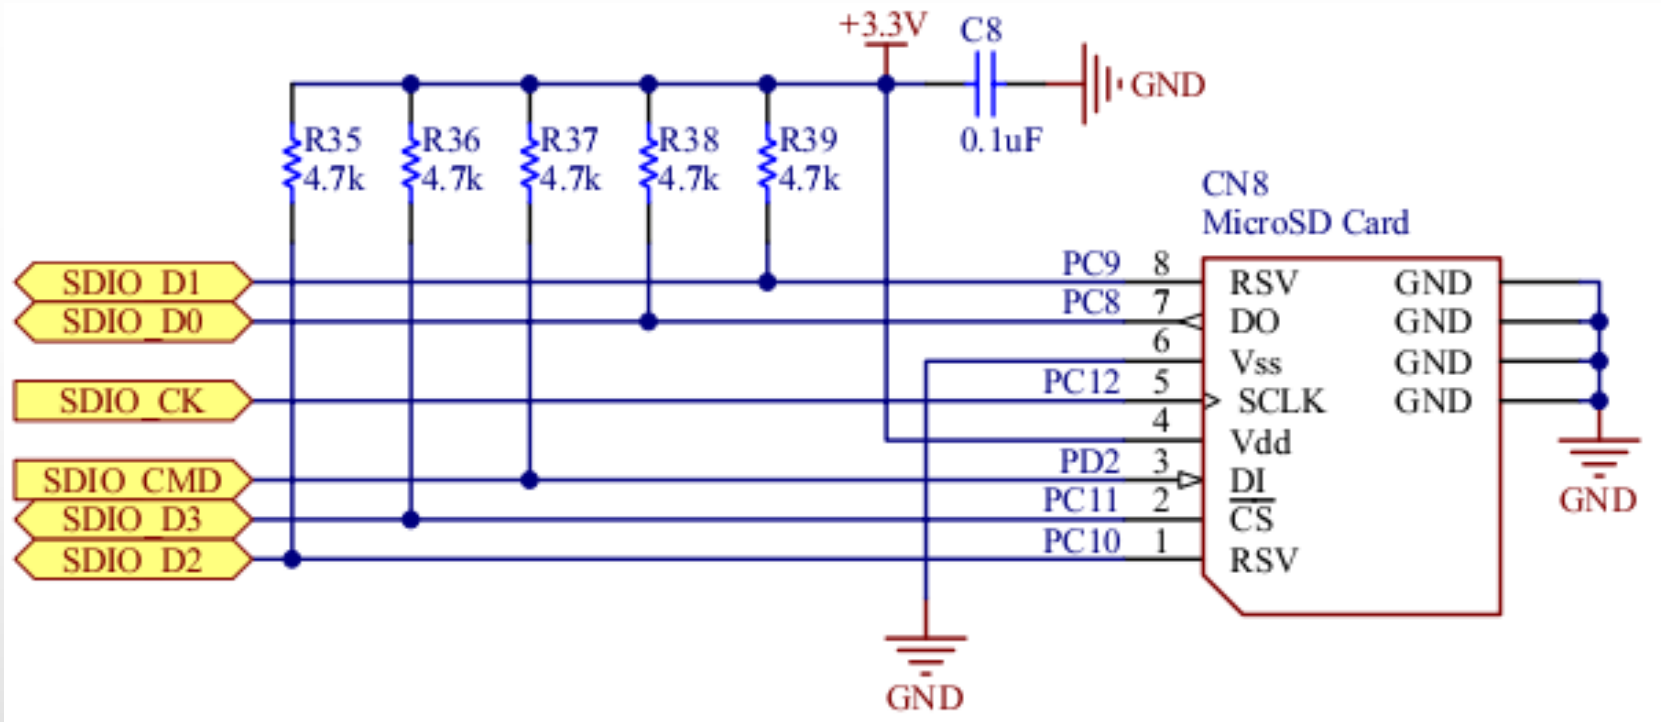 +3.3V
C8
GND
0.1uF
R35
4.7k
R36
4.7k
R37
4.7k
R38
4.7k
R39
4.7k
CN8
MicroSD Card
SDIO_D1
PC9
8
RSV
GND
SDIO_D0
PC8
7
DO
GND
6
Vss
GND
SDIO_CK
PC12
5
SCLK
GND
4
Vdd
SDIO_CMD
PD2
3
DI
SDIO_D3
PC11
2
CS
SDIO_D2
PC10
1
RSV
GND
GND